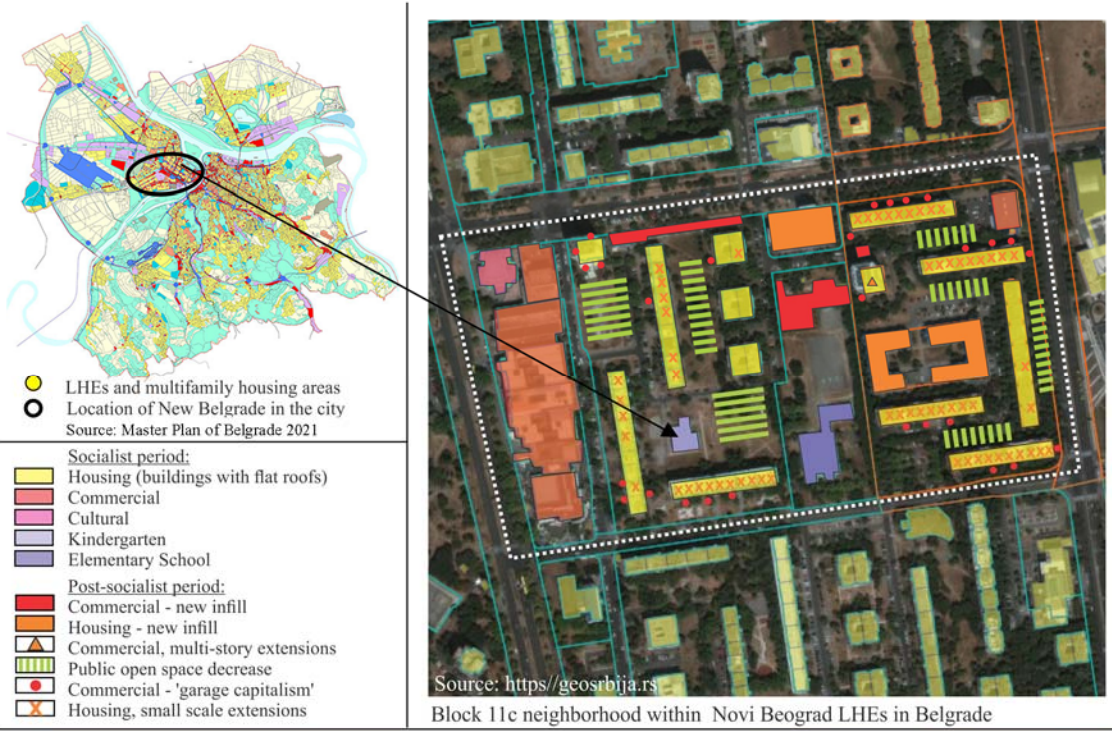 LHEs and multifamily housing areas
Location of New Belgrade in the city
Source: Master Plan of Belgrade 2021
Socialist period:
Housing (buildings with flat roofs)
Commercial
Cultural
Kindergarten
Elementary School
Post-socialist period:
Commercial - new infill
Housing - new infill
Commercial, multi-story extensions
Public open space decrease
Commercial - 'garage capitalism'
Housing, small scale extensions
Source: https//geosrbija.rs
Block 11c neighborhood within Novi Beograd LHEs in Belgrade